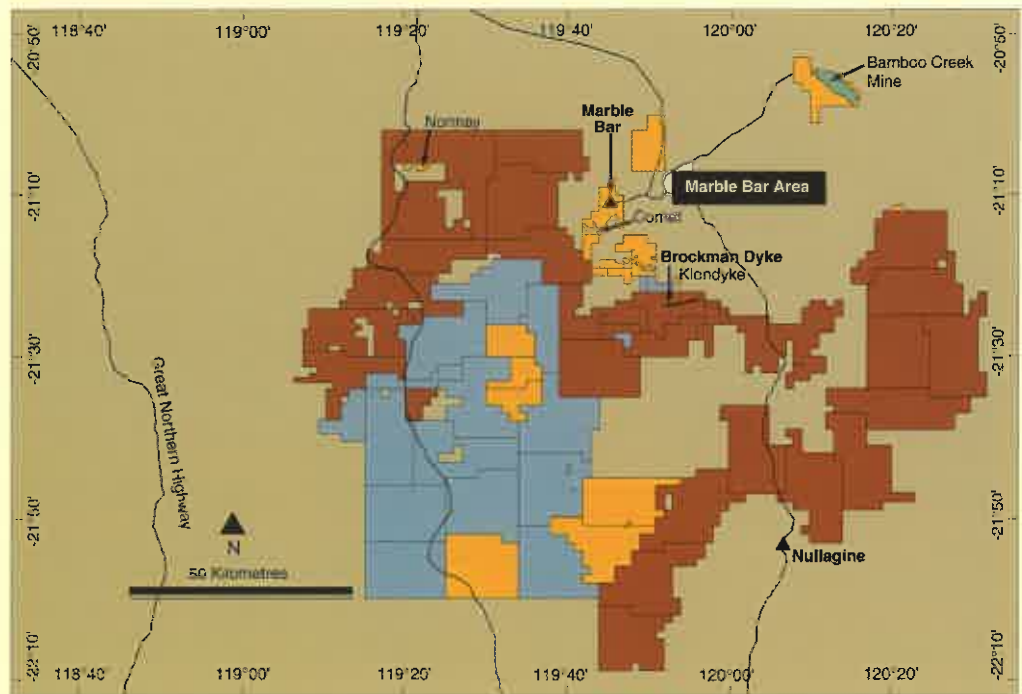 118°40'
119°00'
119°20'
119°40'
120°00'
120°20'
-20°50'
-20°50'
Bamboo Creek
Mine
Marble
Bar
Normay
Marble Bar Area
-21°10'
-21°10'
Brockman Dyke
Klondyke
-21°30'
-21°30'
Great Northern Highway
-21°50'
-21°50'
N
50 Kilometres
Nullagine
-22°10'
-22°10'
118°40'
119°00'
119°20'
119°40'
120°00'
120°20'